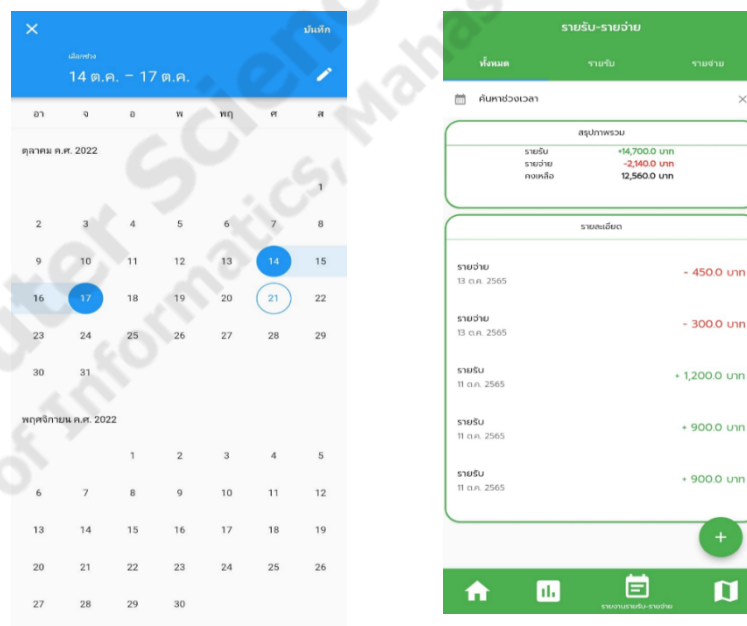 บันทึก
เลือกช่วง
14 ต.ค. – 17 ต.ค.
อา จ อ พ พฤ ศ ส
ตุลาคม ค.ศ. 2022
1
2 3 4 5 6 7 8
9 10 11 12 13 14 15
16 17 18 19 20 21 22
23 24 25 26 27 28 29
30 31
พฤศจิกายน ค.ศ. 2022
1 2 3 4 5
6 7 8 9 10 11 12
13 14 15 16 17 18 19
20 21 22 23 24 25 26
27 28 29 30
รายรับ-รายจ่าย
ทั้งหมด รายรับ รายจ่าย
ค้นหาช่วงเวลา
สรุปภาพรวม
รายรับ +14,700.0 บาท
รายจ่าย -2,140.0 บาท
คงเหลือ 12,560.0 บาท
รายละเอียด
รายจ่าย - 450.0 บาท
13 ต.ค. 2565
รายจ่าย - 300.0 บาท
13 ต.ค. 2565
รายรับ + 1,200.0 บาท
11 ต.ค. 2565
รายรับ + 900.0 บาท
11 ต.ค. 2565
รายรับ + 900.0 บาท
11 ต.ค. 2565
รายงานรายรับ-รายจ่าย